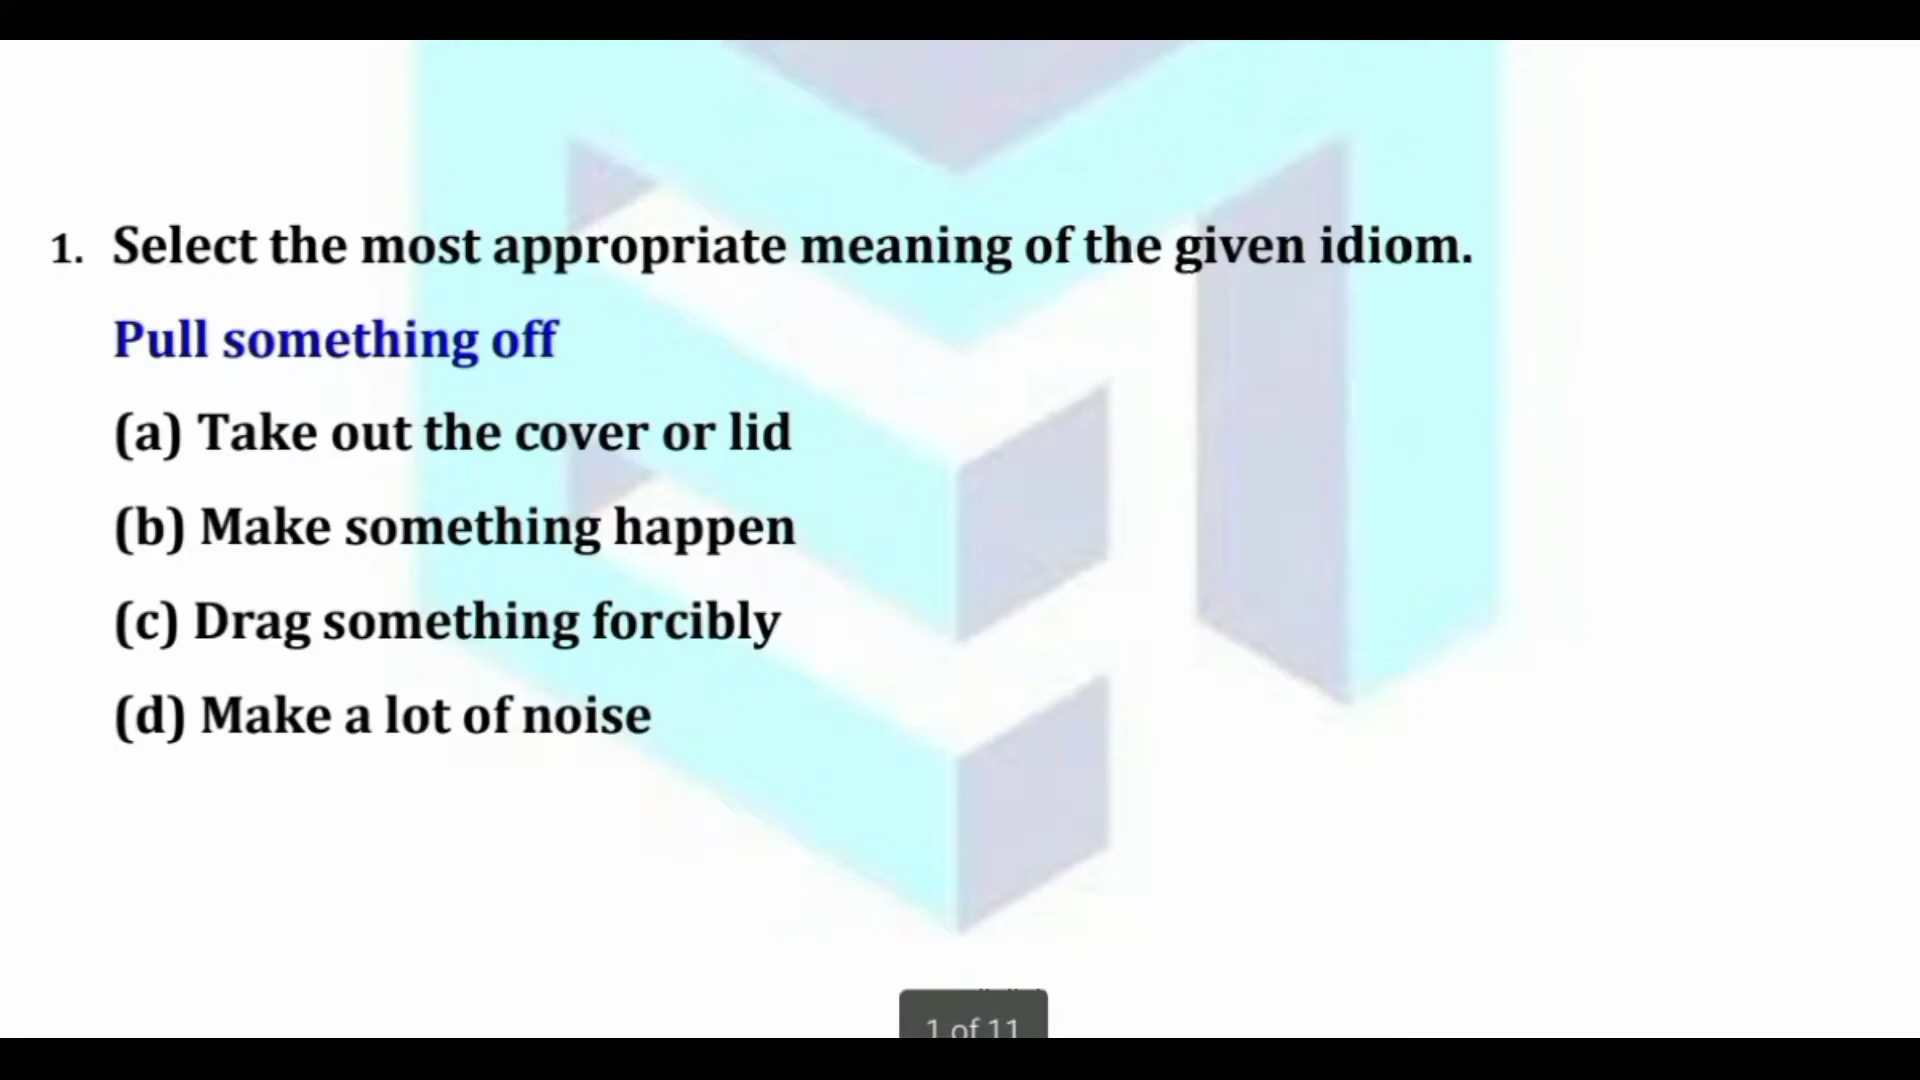 1. Select the most appropriate meaning of the given idiom.
Pull something off
(a) Take out the cover or lid
(b) Make something happen
(c) Drag something forcibly
(d) Make a lot of noise
1 of 11